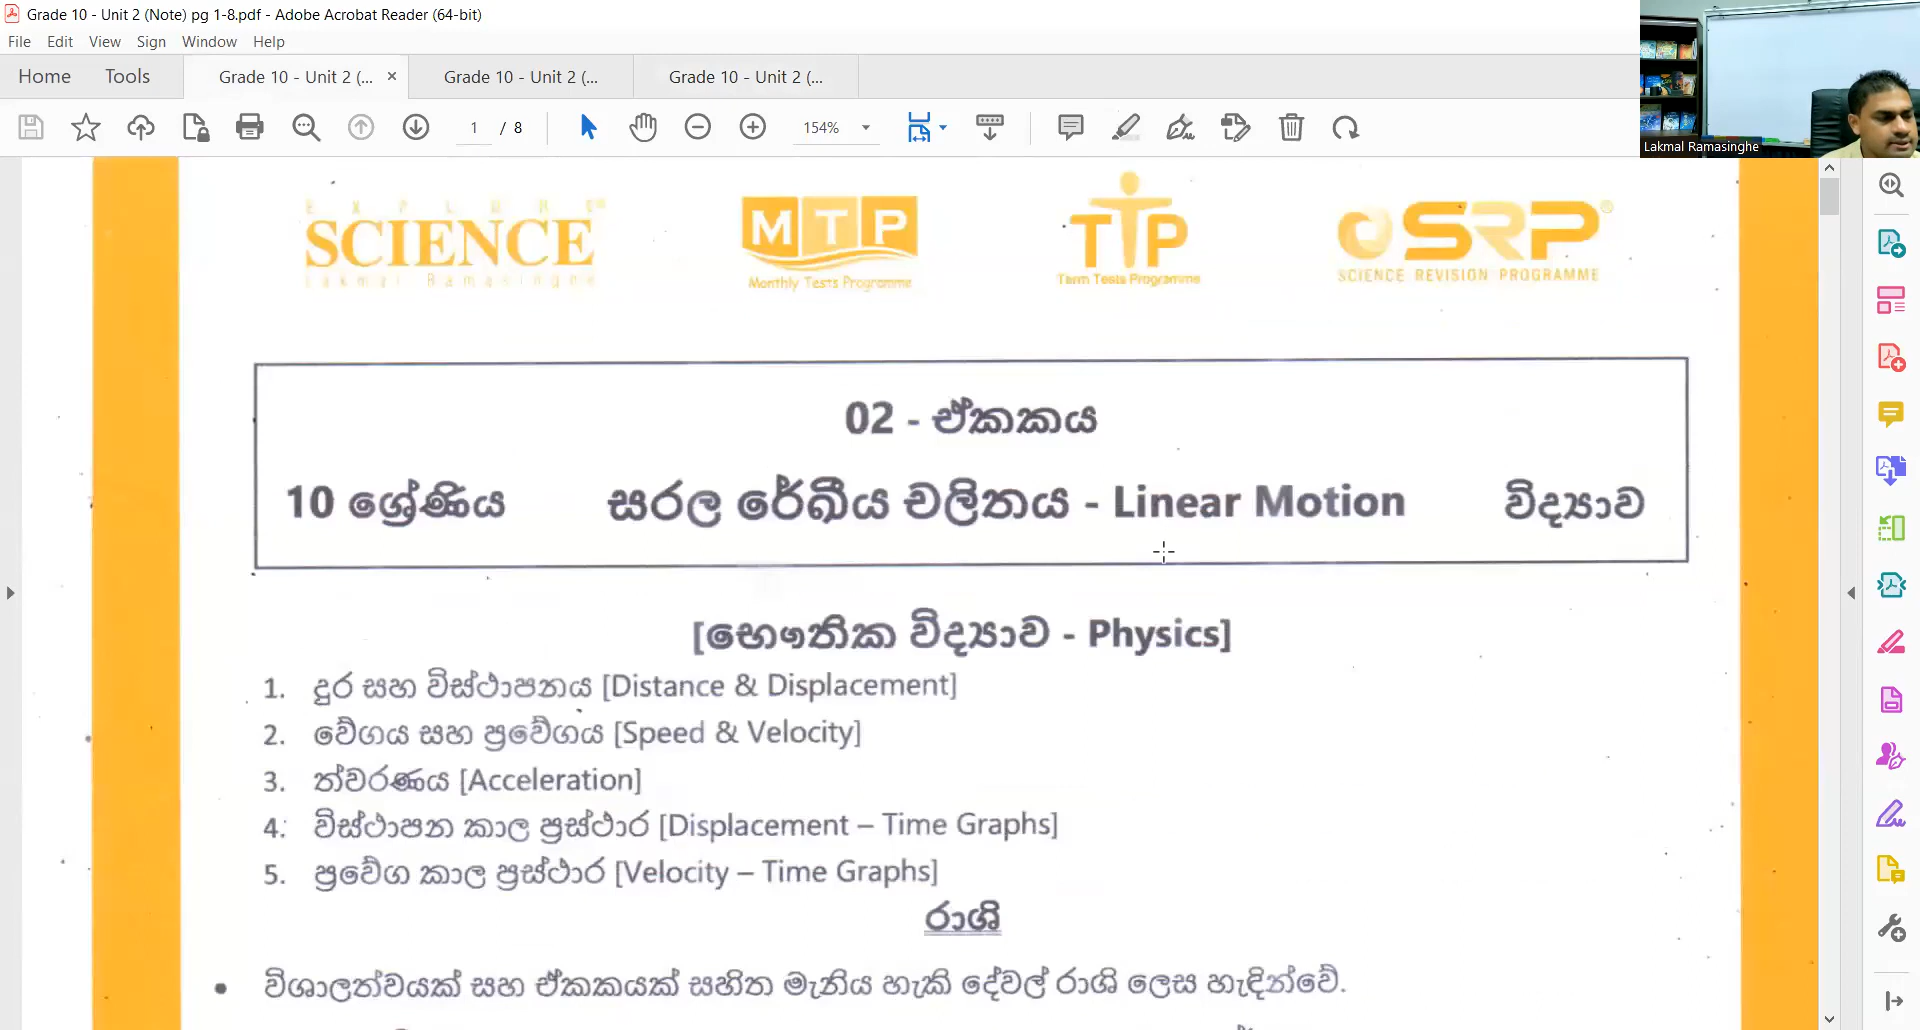 Grade 10 - Unit 2 (Note) pg 1-8.pdf - Adobe Acrobat Reader (64-bit)
File Edit View Sign Window Help
Home Tools Grade 10 - Unit 2 (... × Grade 10 - Unit 2 (... Grade 10 - Unit 2 (...
1 / 8 154%
Lakmal Ramasinghe
EXPLORE
SCIENCE
Lakmal Ramasinghe
MTP
Monthly Tests Programme
TTP
Term Tests Programme
SRP®
SCIENCE REVISION PROGRAMME
02 - ඒකකය
10 ශ්‍රේණිය සරල රේඛීය චලිතය - Linear Motion විද්‍යාව
[භෞතික විද්‍යාව - Physics]
1. දුර සහ විස්ථාපනය [Distance & Displacement]
2. වේගය සහ ප්‍රවේගය [Speed & Velocity]
3. ත්වරණය [Acceleration]
4. විස්ථාපන කාල ප්‍රස්ථාර [Displacement – Time Graphs]
5. ප්‍රවේග කාල ප්‍රස්ථාර [Velocity – Time Graphs]
රාශි
• විශාලත්වයක් සහ ඒකකයක් සහිත මැනිය හැකි දේවල් රාශි ලෙස හැඳින්වේ.